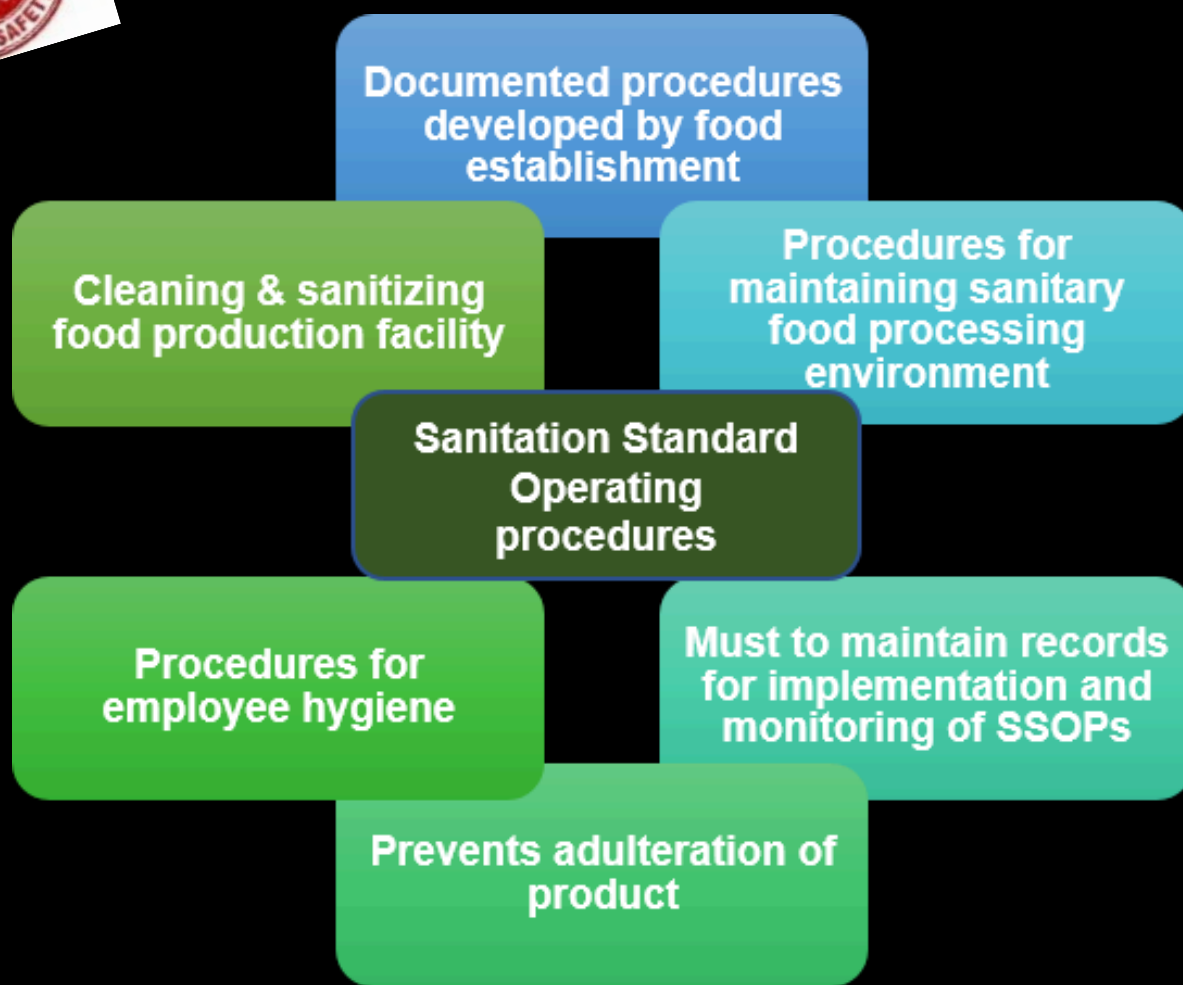 SAFET
Documented procedures
developed by food
establishment
Cleaning & sanitizing
food production facility
Procedures for
maintaining sanitary
food processing
environment
Sanitation Standard
Operating
procedures
Procedures for
employee hygiene
Must to maintain records
for implementation and
monitoring of SSOPs
Prevents adulteration of
product